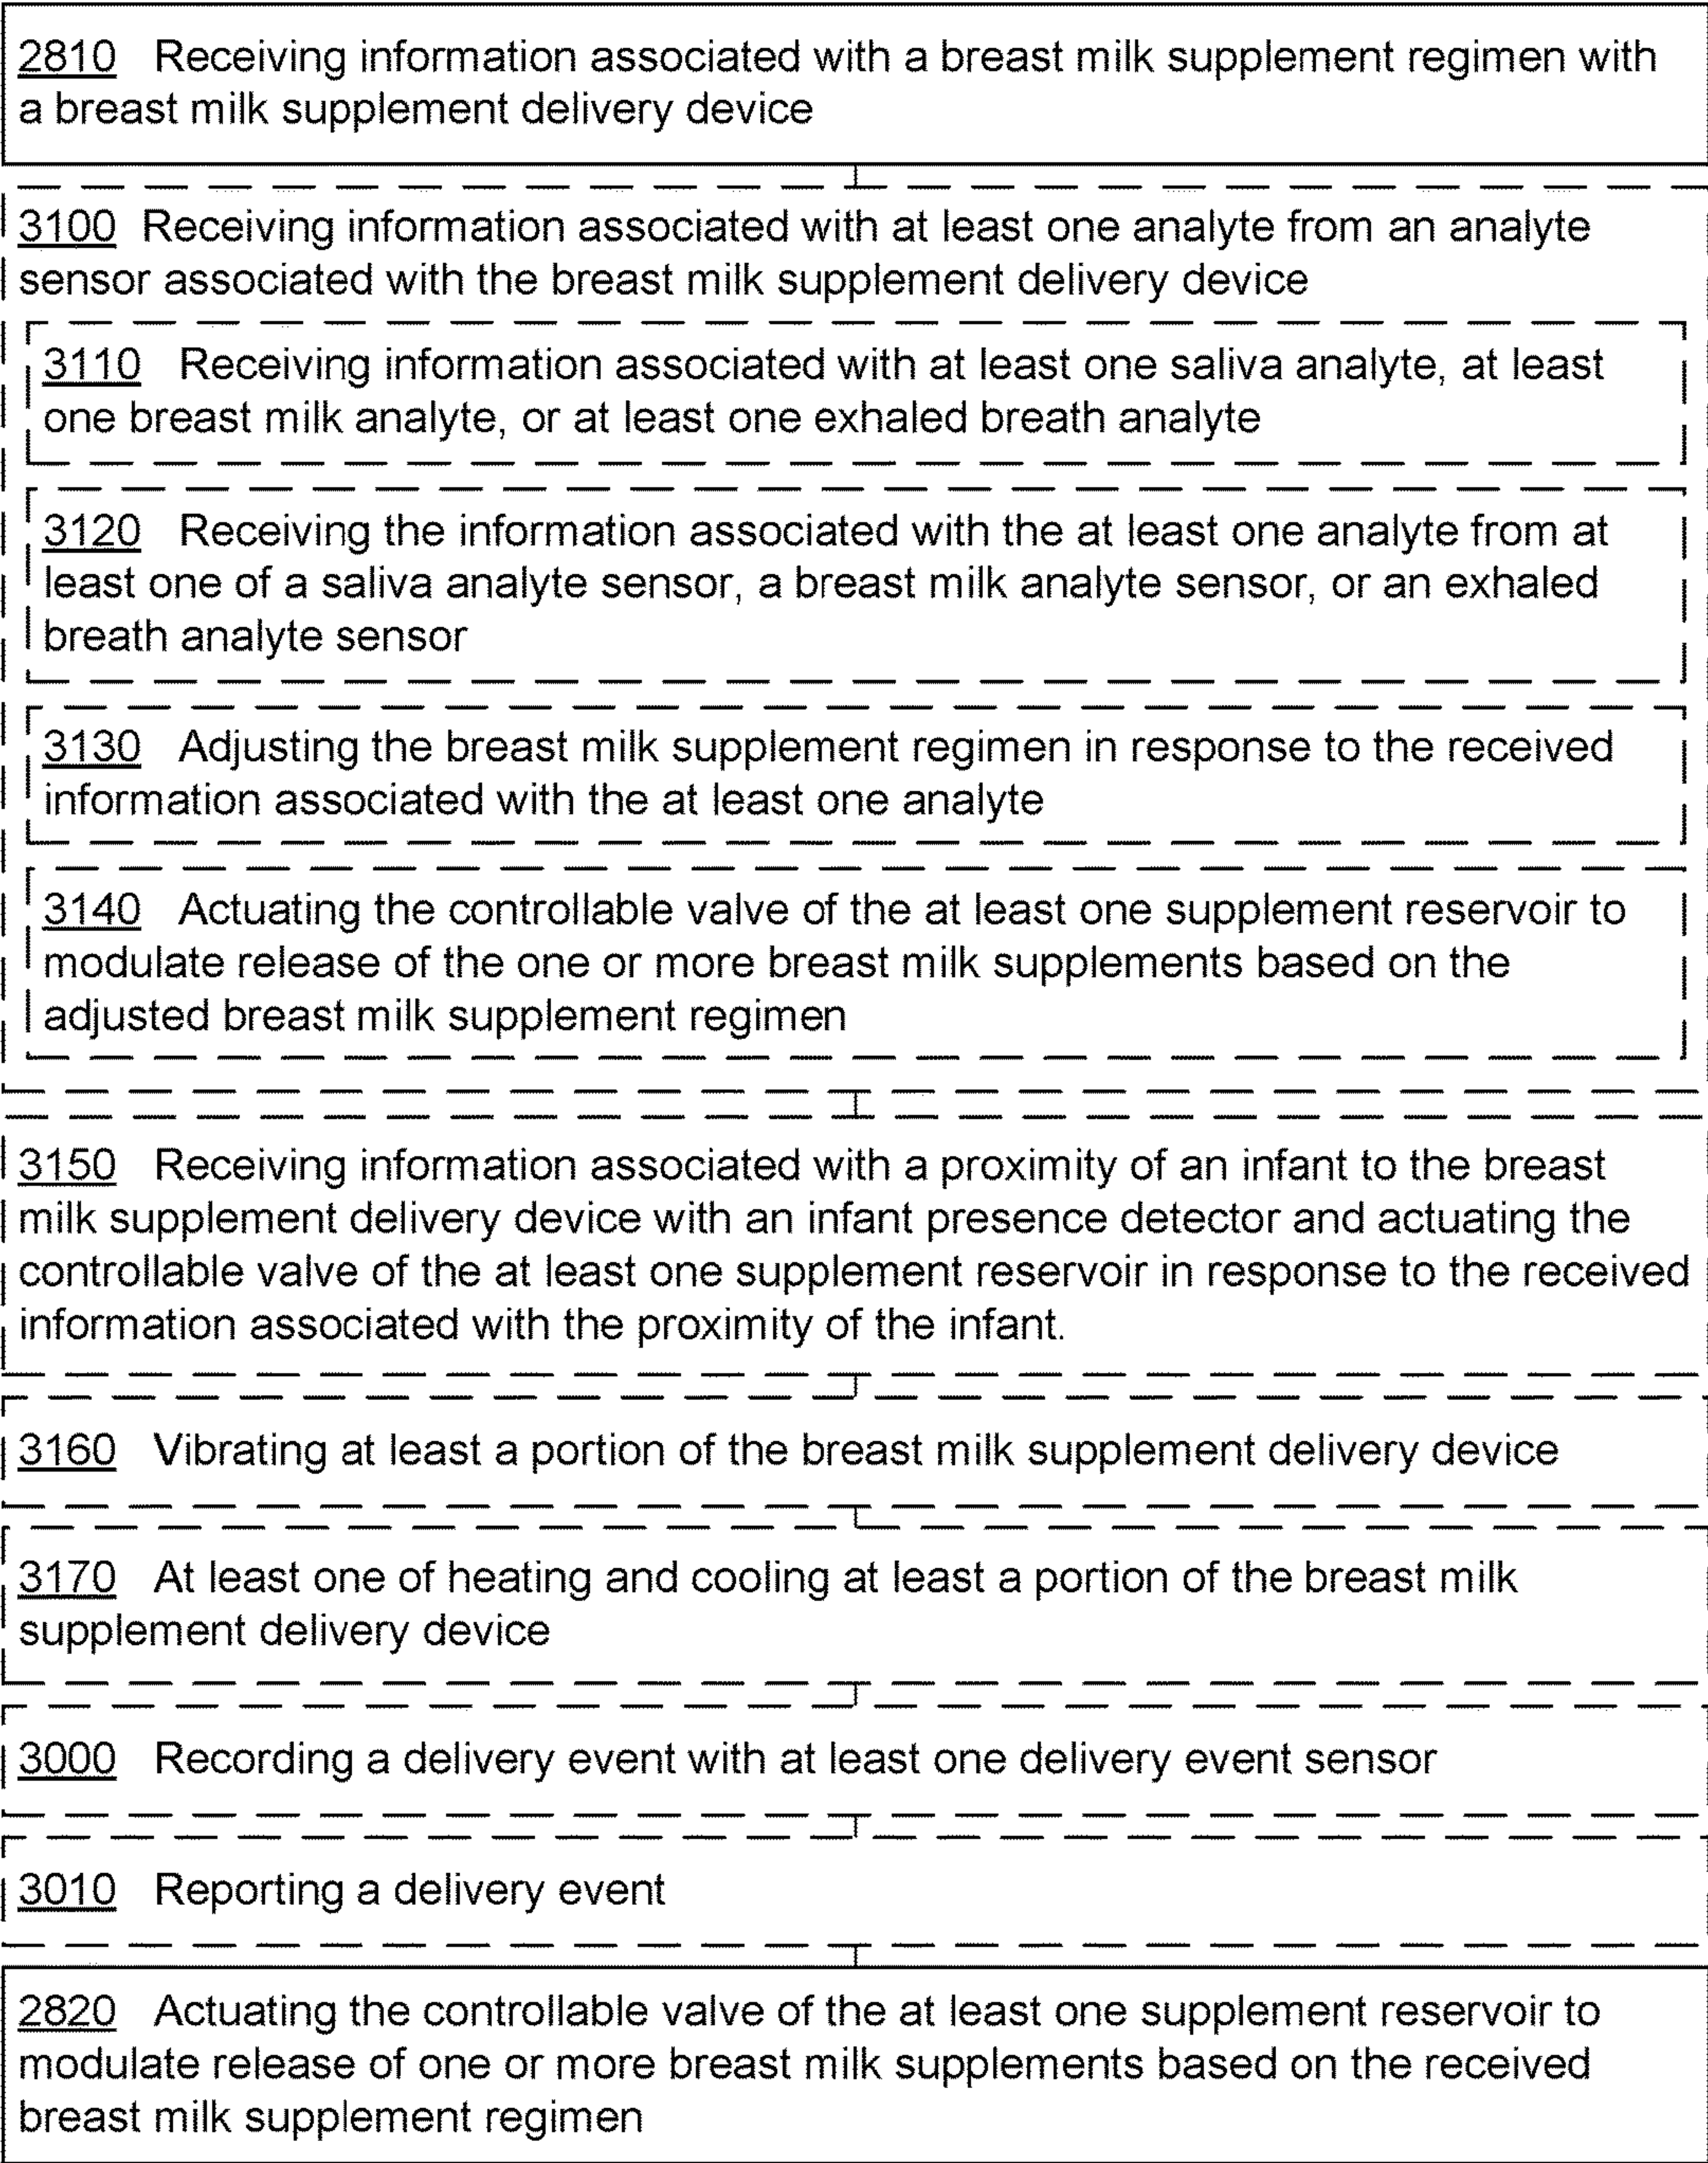 2810 Receiving information associated with a breast milk supplement regimen with
a breast milk supplement delivery device
3100 Receiving information associated with at least one analyte from an analyte
sensor associated with the breast milk supplement delivery device
3110 Receiving information associated with at least one saliva analyte, at least
one breast milk analyte, or at least one exhaled breath analyte
3120 Receiving the information associated with the at least one analyte from at
least one of a saliva analyte sensor, a breast milk analyte sensor, or an exhaled
breath analyte sensor
3130 Adjusting the breast milk supplement regimen in response to the received
information associated with the at least one analyte
3140 Actuating the controllable valve of the at least one supplement reservoir to
modulate release of the one or more breast milk supplements based on the
adjusted breast milk supplement regimen
3150 Receiving information associated with a proximity of an infant to the breast
milk supplement delivery device with an infant presence detector and actuating the
controllable valve of the at least one supplement reservoir in response to the received
information associated with the proximity of the infant.
3160 Vibrating at least a portion of the breast milk supplement delivery device
3170 At least one of heating and cooling at least a portion of the breast milk
supplement delivery device
3000 Recording a delivery event with at least one delivery event sensor
3010 Reporting a delivery event
2820 Actuating the controllable valve of the at least one supplement reservoir to
modulate release of one or more breast milk supplements based on the received
breast milk supplement regimen